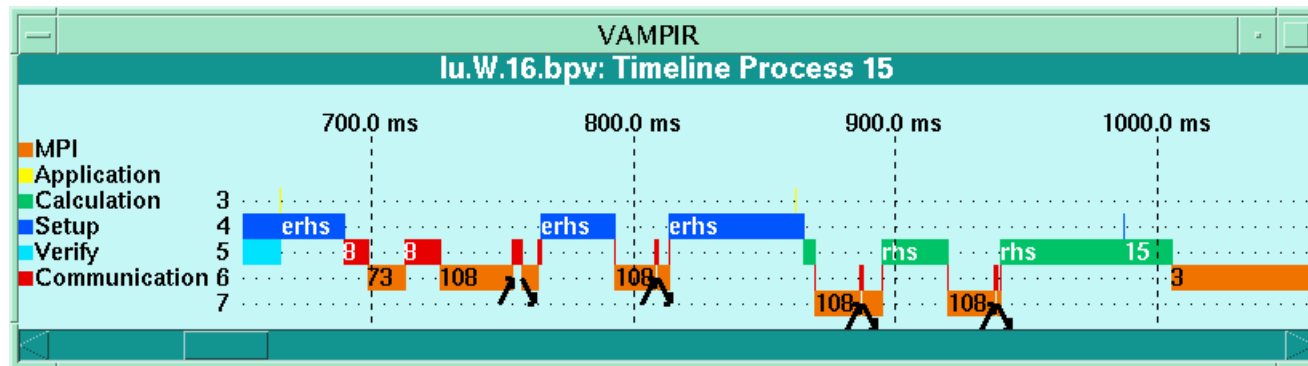 VAMPIR
lu.W.16.bpv: Timeline Process 15
700.0 ms 800.0 ms 900.0 ms 1000.0 ms
MPI
Application
Calculation 3
Setup 4 erhs erhs erhs
Verify 5 8 8 rhs rhs 15
Communication 6 73 108 108 3
7 108 108